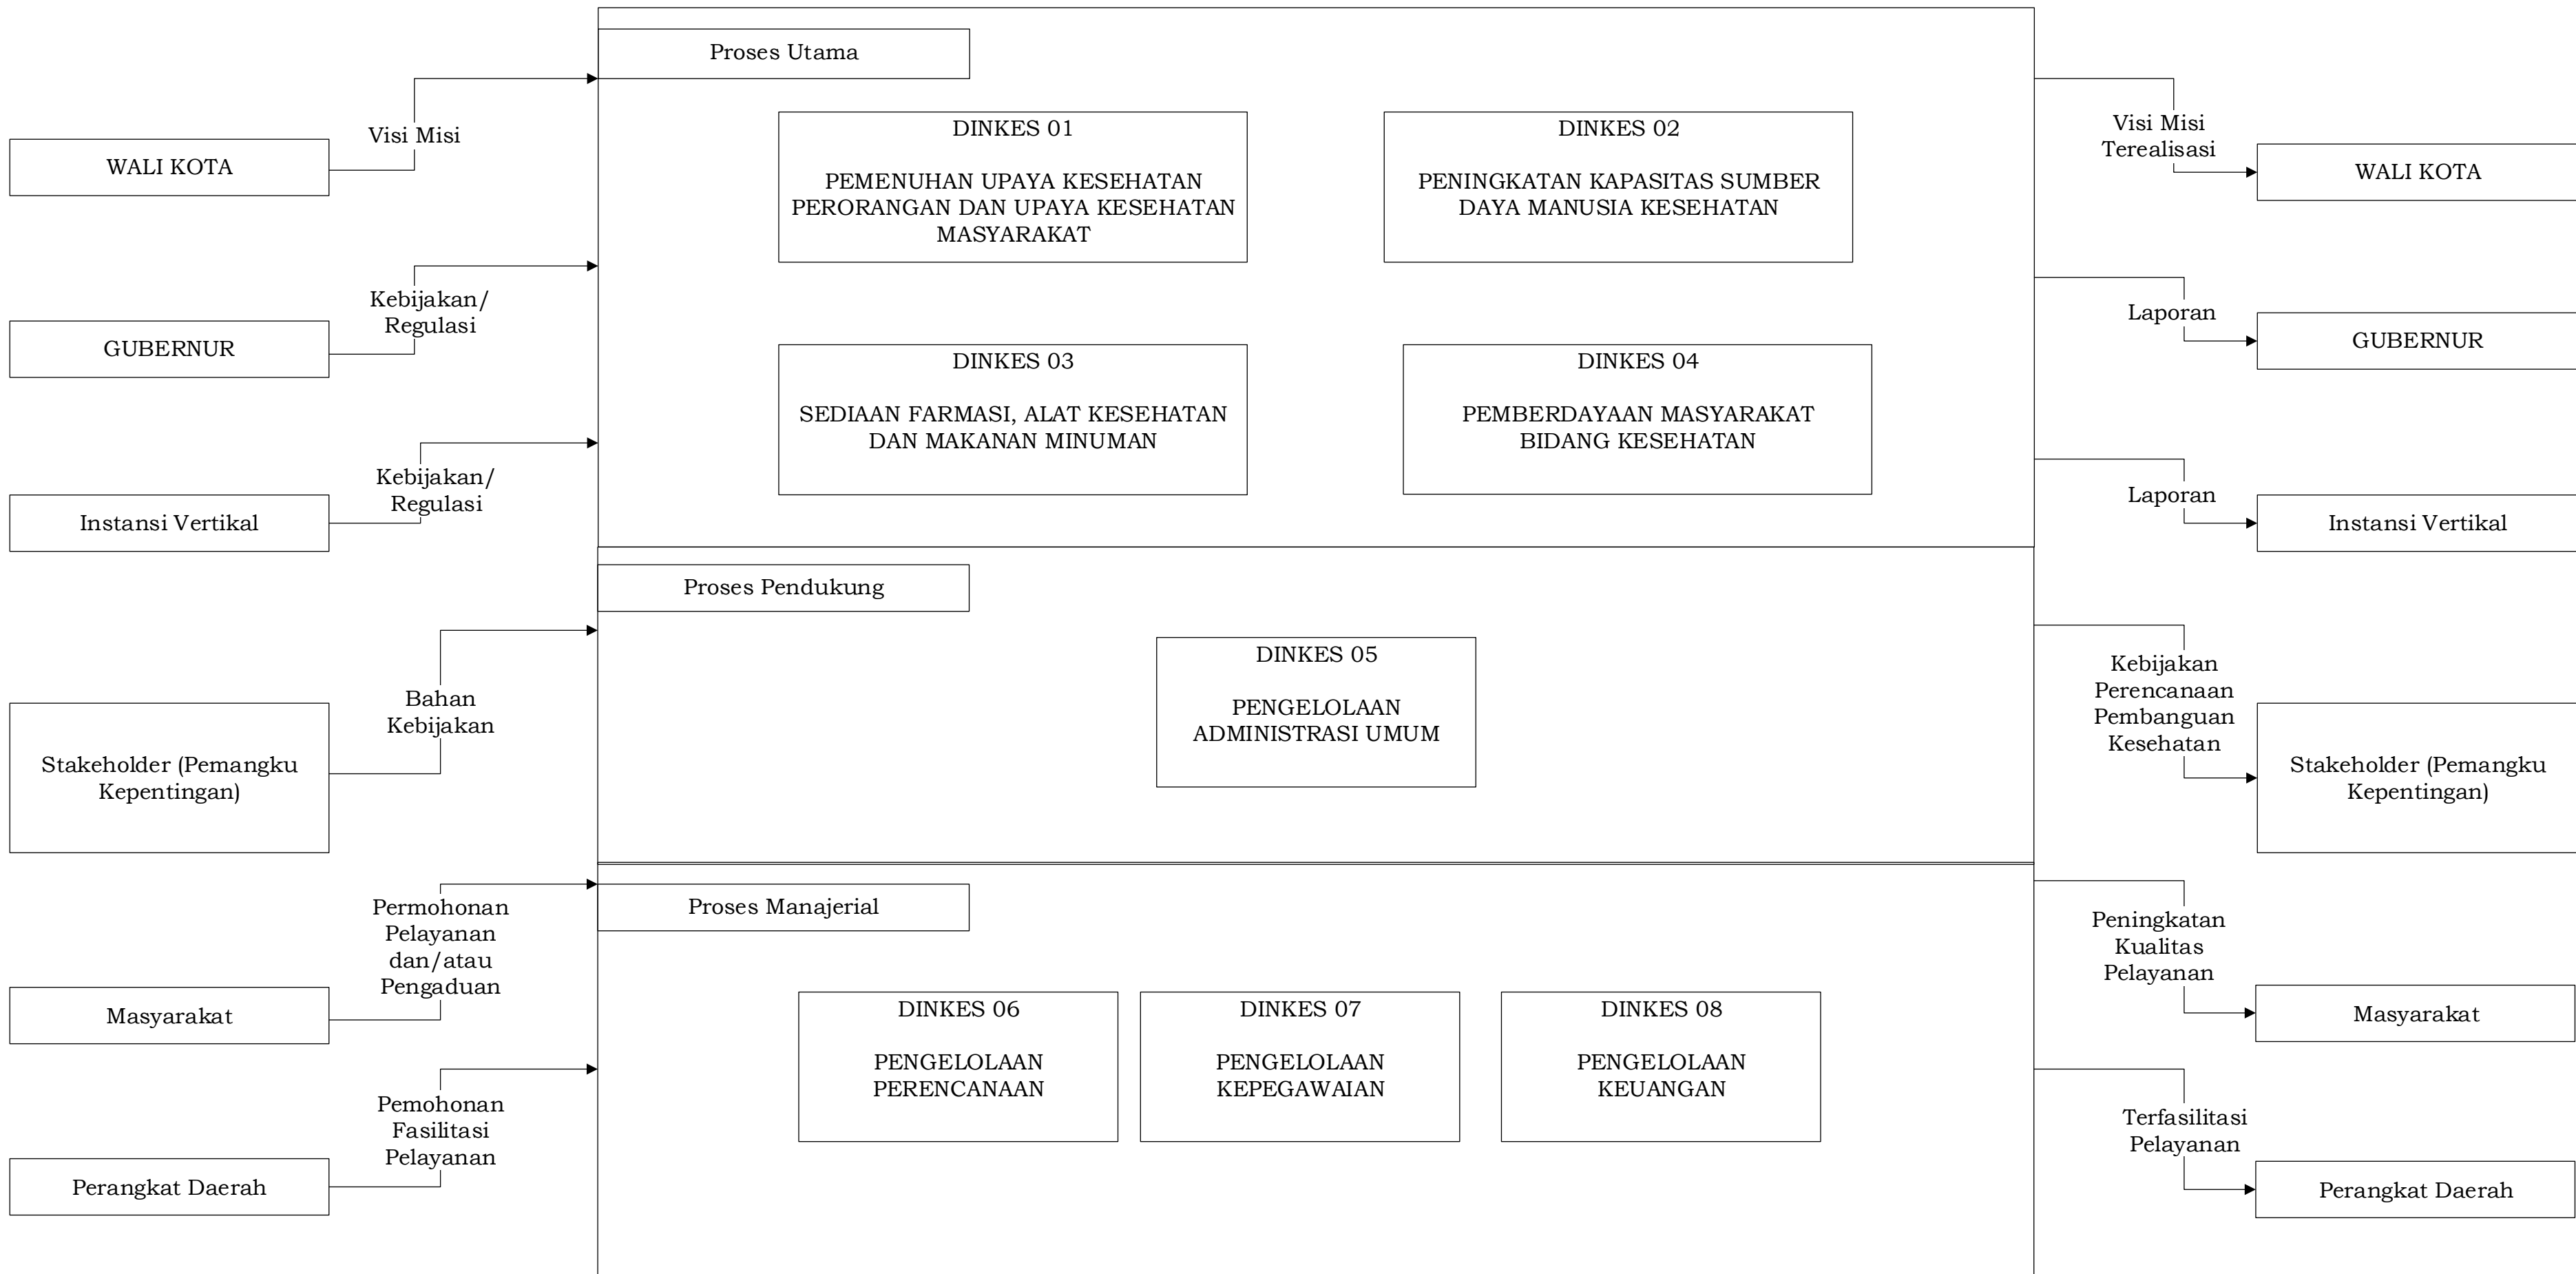 Proses Utama
WALI KOTA
Visi Misi
GUBERNUR
Kebijakan/
Regulasi
Instansi Vertikal
Kebijakan/
Regulasi
DINKES 01
PEMENUHAN UPAYA KESEHATAN
PERORANGAN DAN UPAYA KESEHATAN
MASYARAKAT
DINKES 02
PENINGKATAN KAPASITAS SUMBER
DAYA MANUSIA KESEHATAN
DINKES 03
SEDIAAN FARMASI, ALAT KESEHATAN
DAN MAKANAN MINUMAN
DINKES 04
PEMBERDAYAAN MASYARAKAT
BIDANG KESEHATAN
Visi Misi
Terealisasi
WALI KOTA
Laporan
GUBERNUR
Laporan
Instansi Vertikal
Stakeholder (Pemangku
Kepentingan)
Bahan
Kebijakan
Proses Pendukung
DINKES 05
PENGELOLAAN
ADMINISTRASI UMUM
Kebijakan
Perencanaan
Pembanguan
Kesehatan
Stakeholder (Pemangku
Kepentingan)
Masyarakat
Permohonan
Pelayanan
dan/atau
Pengaduan
Perangkat Daerah
Pemohonan
Fasilitasi
Pelayanan
Proses Manajerial
DINKES 06
PENGELOLAAN
PERENCANAAN
DINKES 07
PENGELOLAAN
KEPEGAWAIAN
DINKES 08
PENGELOLAAN
KEUANGAN
Peningkatan
Kualitas
Pelayanan
Masyarakat
Terfasilitasi
Pelayanan
Perangkat Daerah